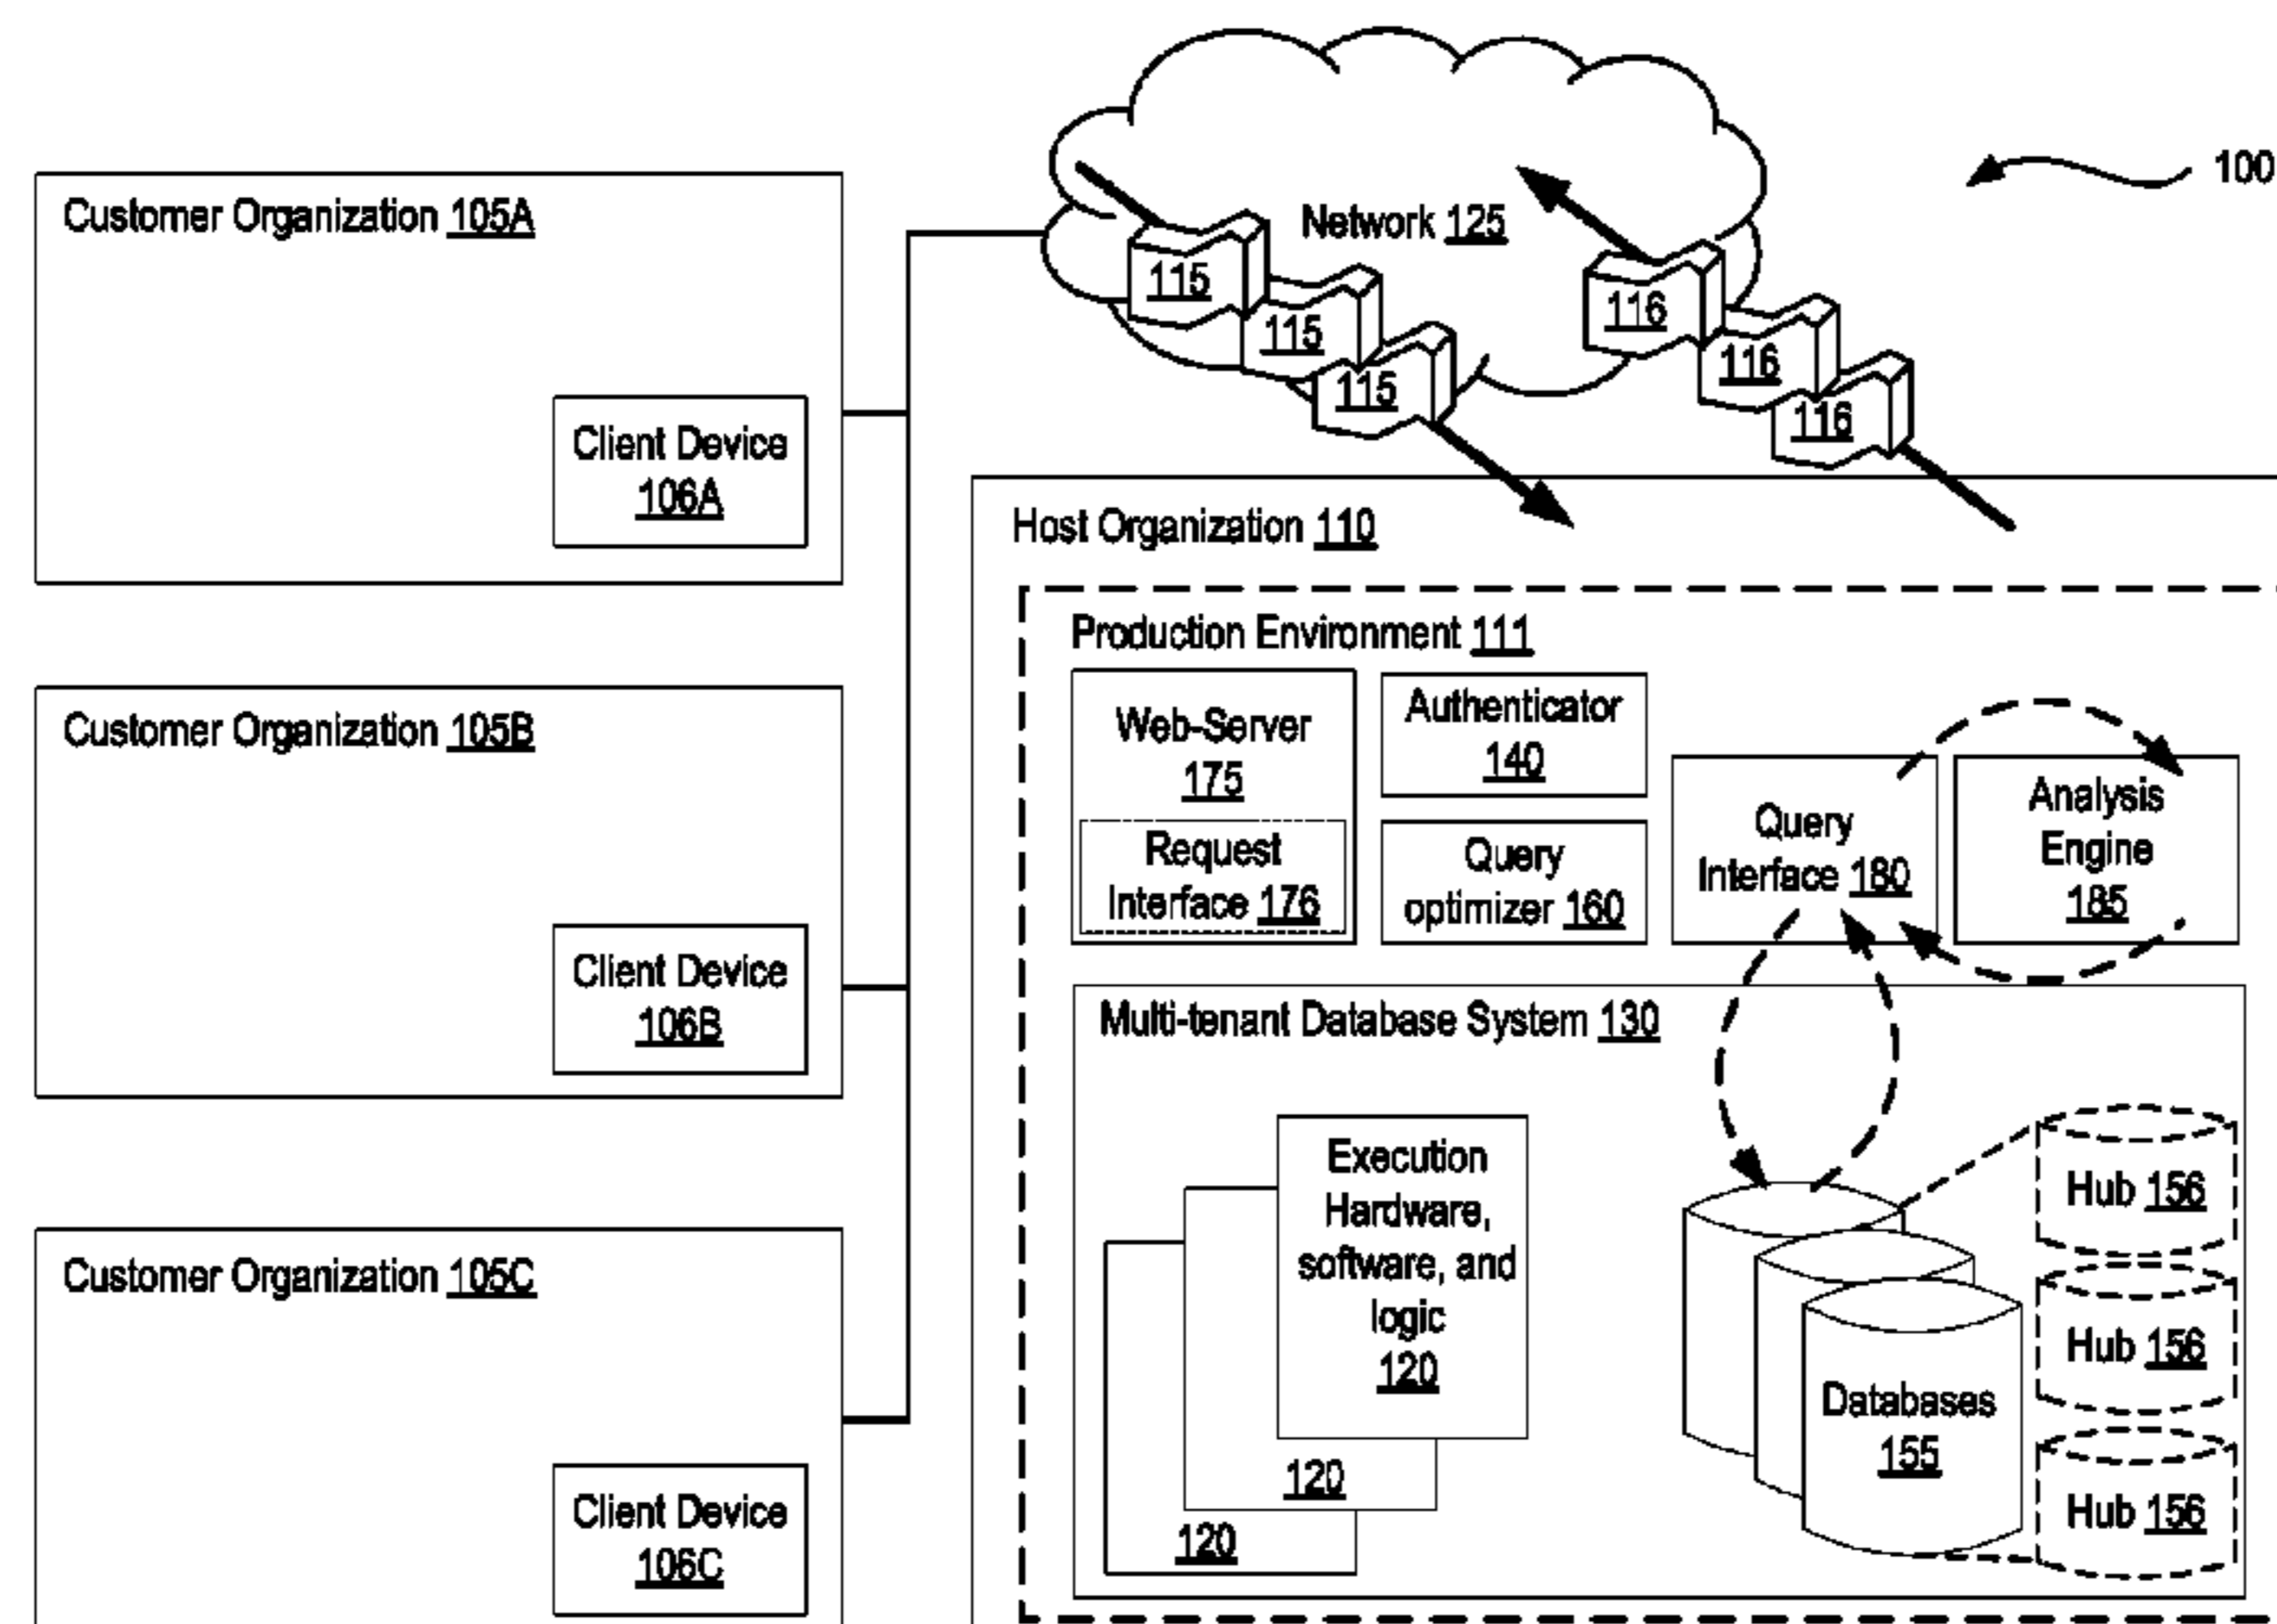 100
Customer Organization 105A
Client Device
106A
Network 125
115
115
115
116
116
116
Host Organization 110
Production Environment 111
Web-Server
175
Request
Interface 176
Authenticator
140
Query
optimizer 160
Query
Interface 180
Analysis
Engine
185
Customer Organization 105B
Client Device
106B
Multi-tenant Database System 130
Execution
Hardware,
software, and
logic
120
120
120
Databases
155
Hub 156
Hub 156
Hub 156
Customer Organization 105C
Client Device
106C